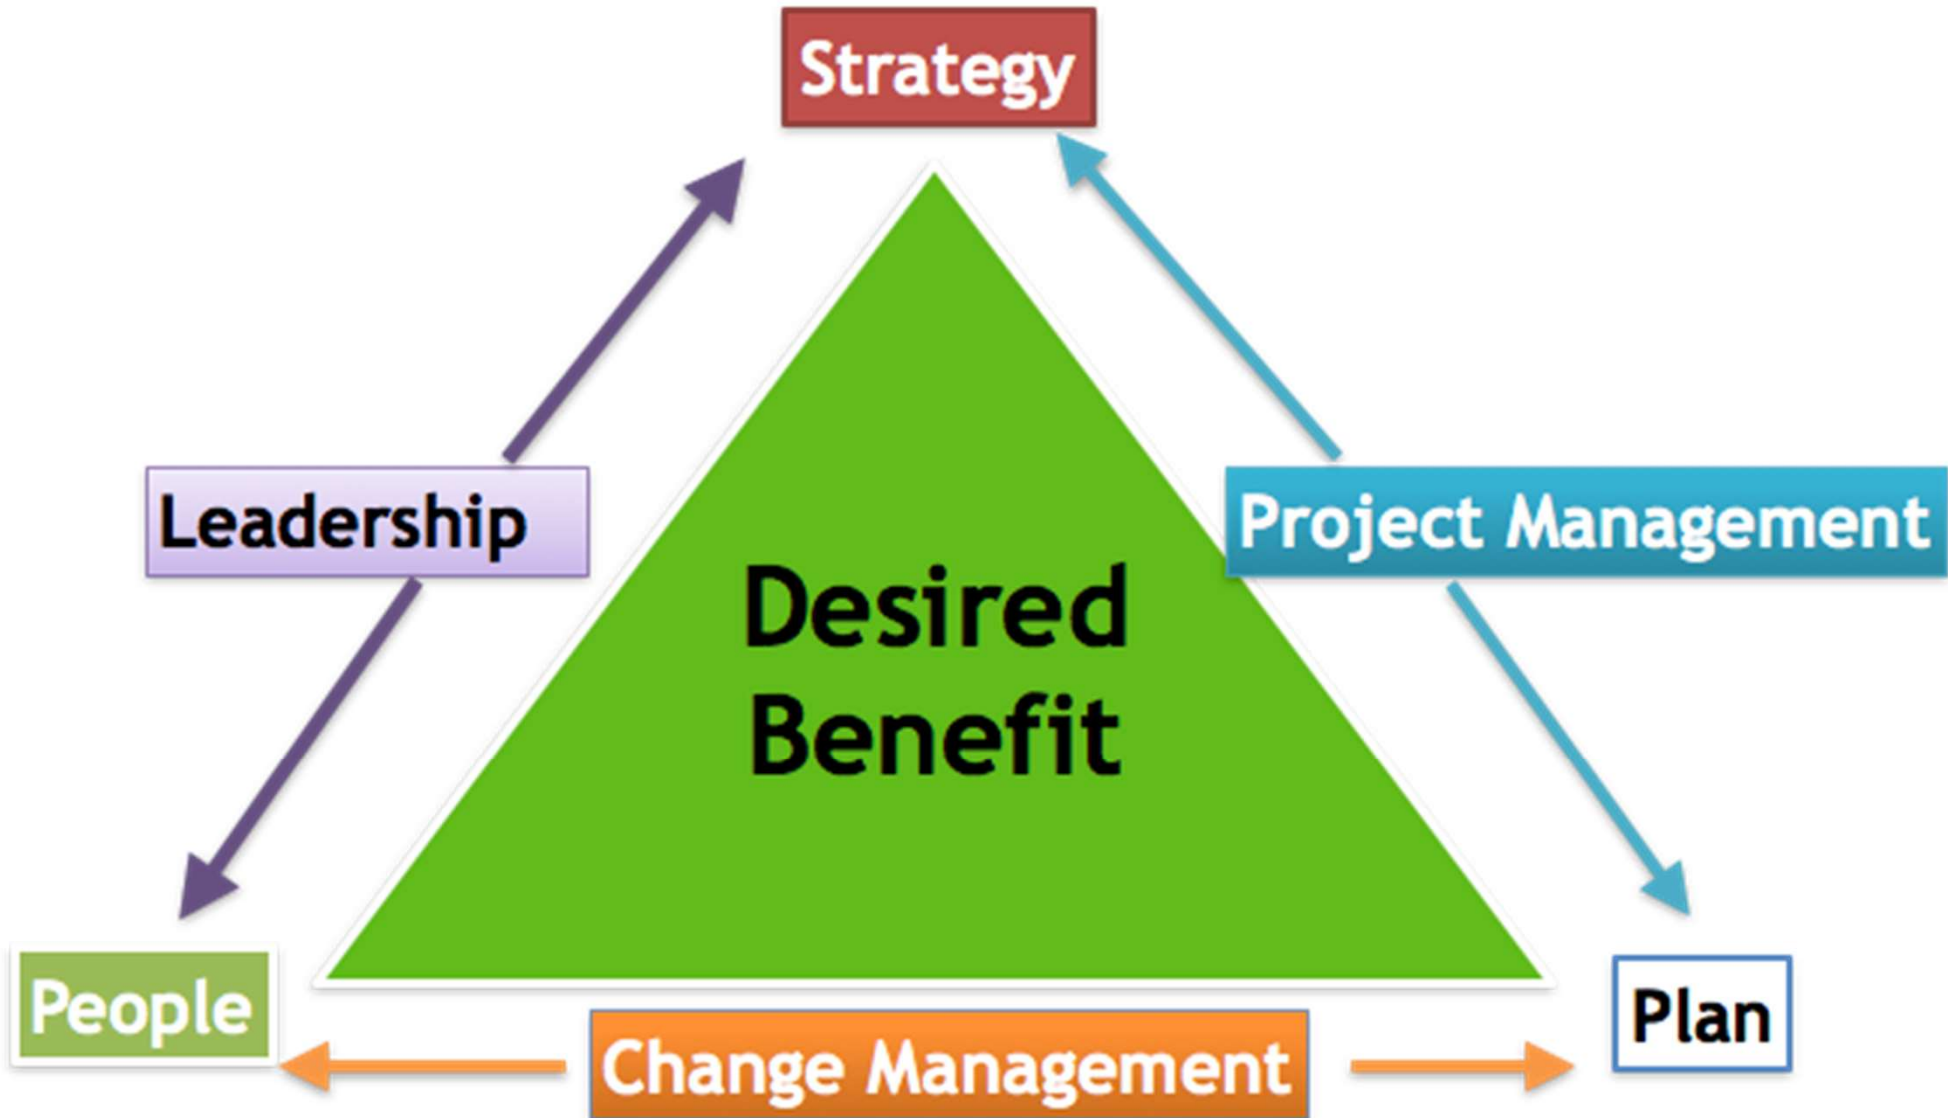 Strategy
Leadership
Project Management
Desired
Benefit
People
Plan
Change Management